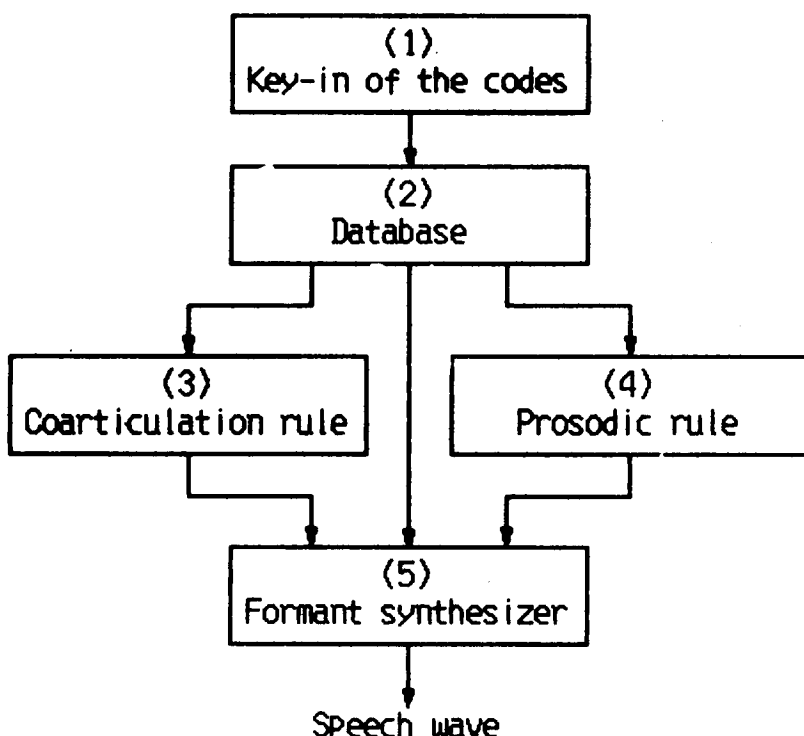 (1)
Key-in of the codes
(2)
Database
(3)
Coarticulation rule
(4)
Prosodic rule
(5)
Formant synthesizer
Speech wave